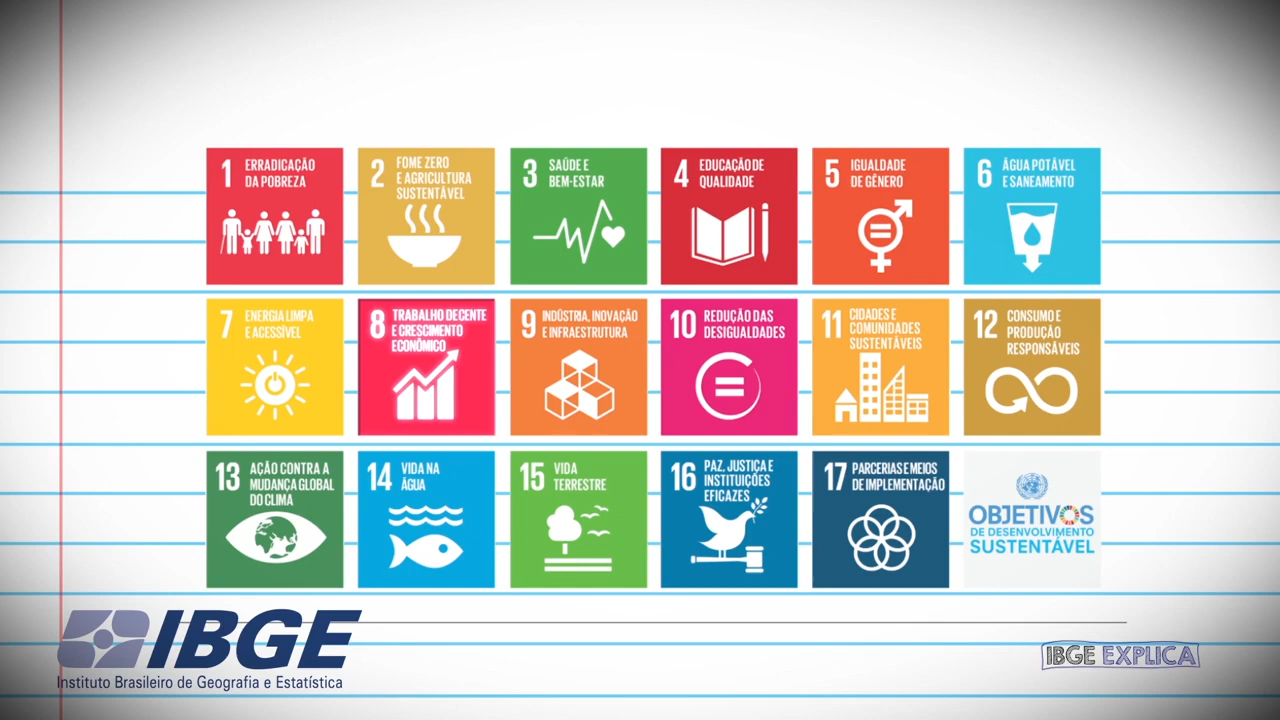 1 ERRADICAÇÃO
DA POBREZA
2 FOME ZERO
E AGRICULTURA
SUSTENTÁVEL
3 SAÚDE E
BEM-ESTAR
4 EDUCAÇÃO DE
QUALIDADE
5 IGUALDADE
DE GÊNERO
6 ÁGUA POTÁVEL
E SANEAMENTO
7 ENERGIA LIMPA
E ACESSÍVEL
8 TRABALHO DECENTE
E CRESCIMENTO
ECONÔMICO
9 INDÚSTRIA, INOVAÇÃO
E INFRAESTRUTURA
10 REDUÇÃO DAS
DESIGUALDADES
11 CIDADES E
COMUNIDADES
SUSTENTÁVEIS
12 CONSUMO E
PRODUÇÃO
RESPONSÁVEIS
13 AÇÃO CONTRA A
MUDANÇA GLOBAL
DO CLIMA
14 VIDA NA
ÁGUA
15 VIDA
TERRESTRE
16 PAZ, JUSTIÇA E
INSTITUIÇÕES
EFICAZES
17 PARCERIAS E MEIOS
DE IMPLEMENTAÇÃO
OBJETIVOS
DE DESENVOLVIMENTO
SUSTENTÁVEL
IBGE
Instituto Brasileiro de Geografia e Estatística
IBGE EXPLICA